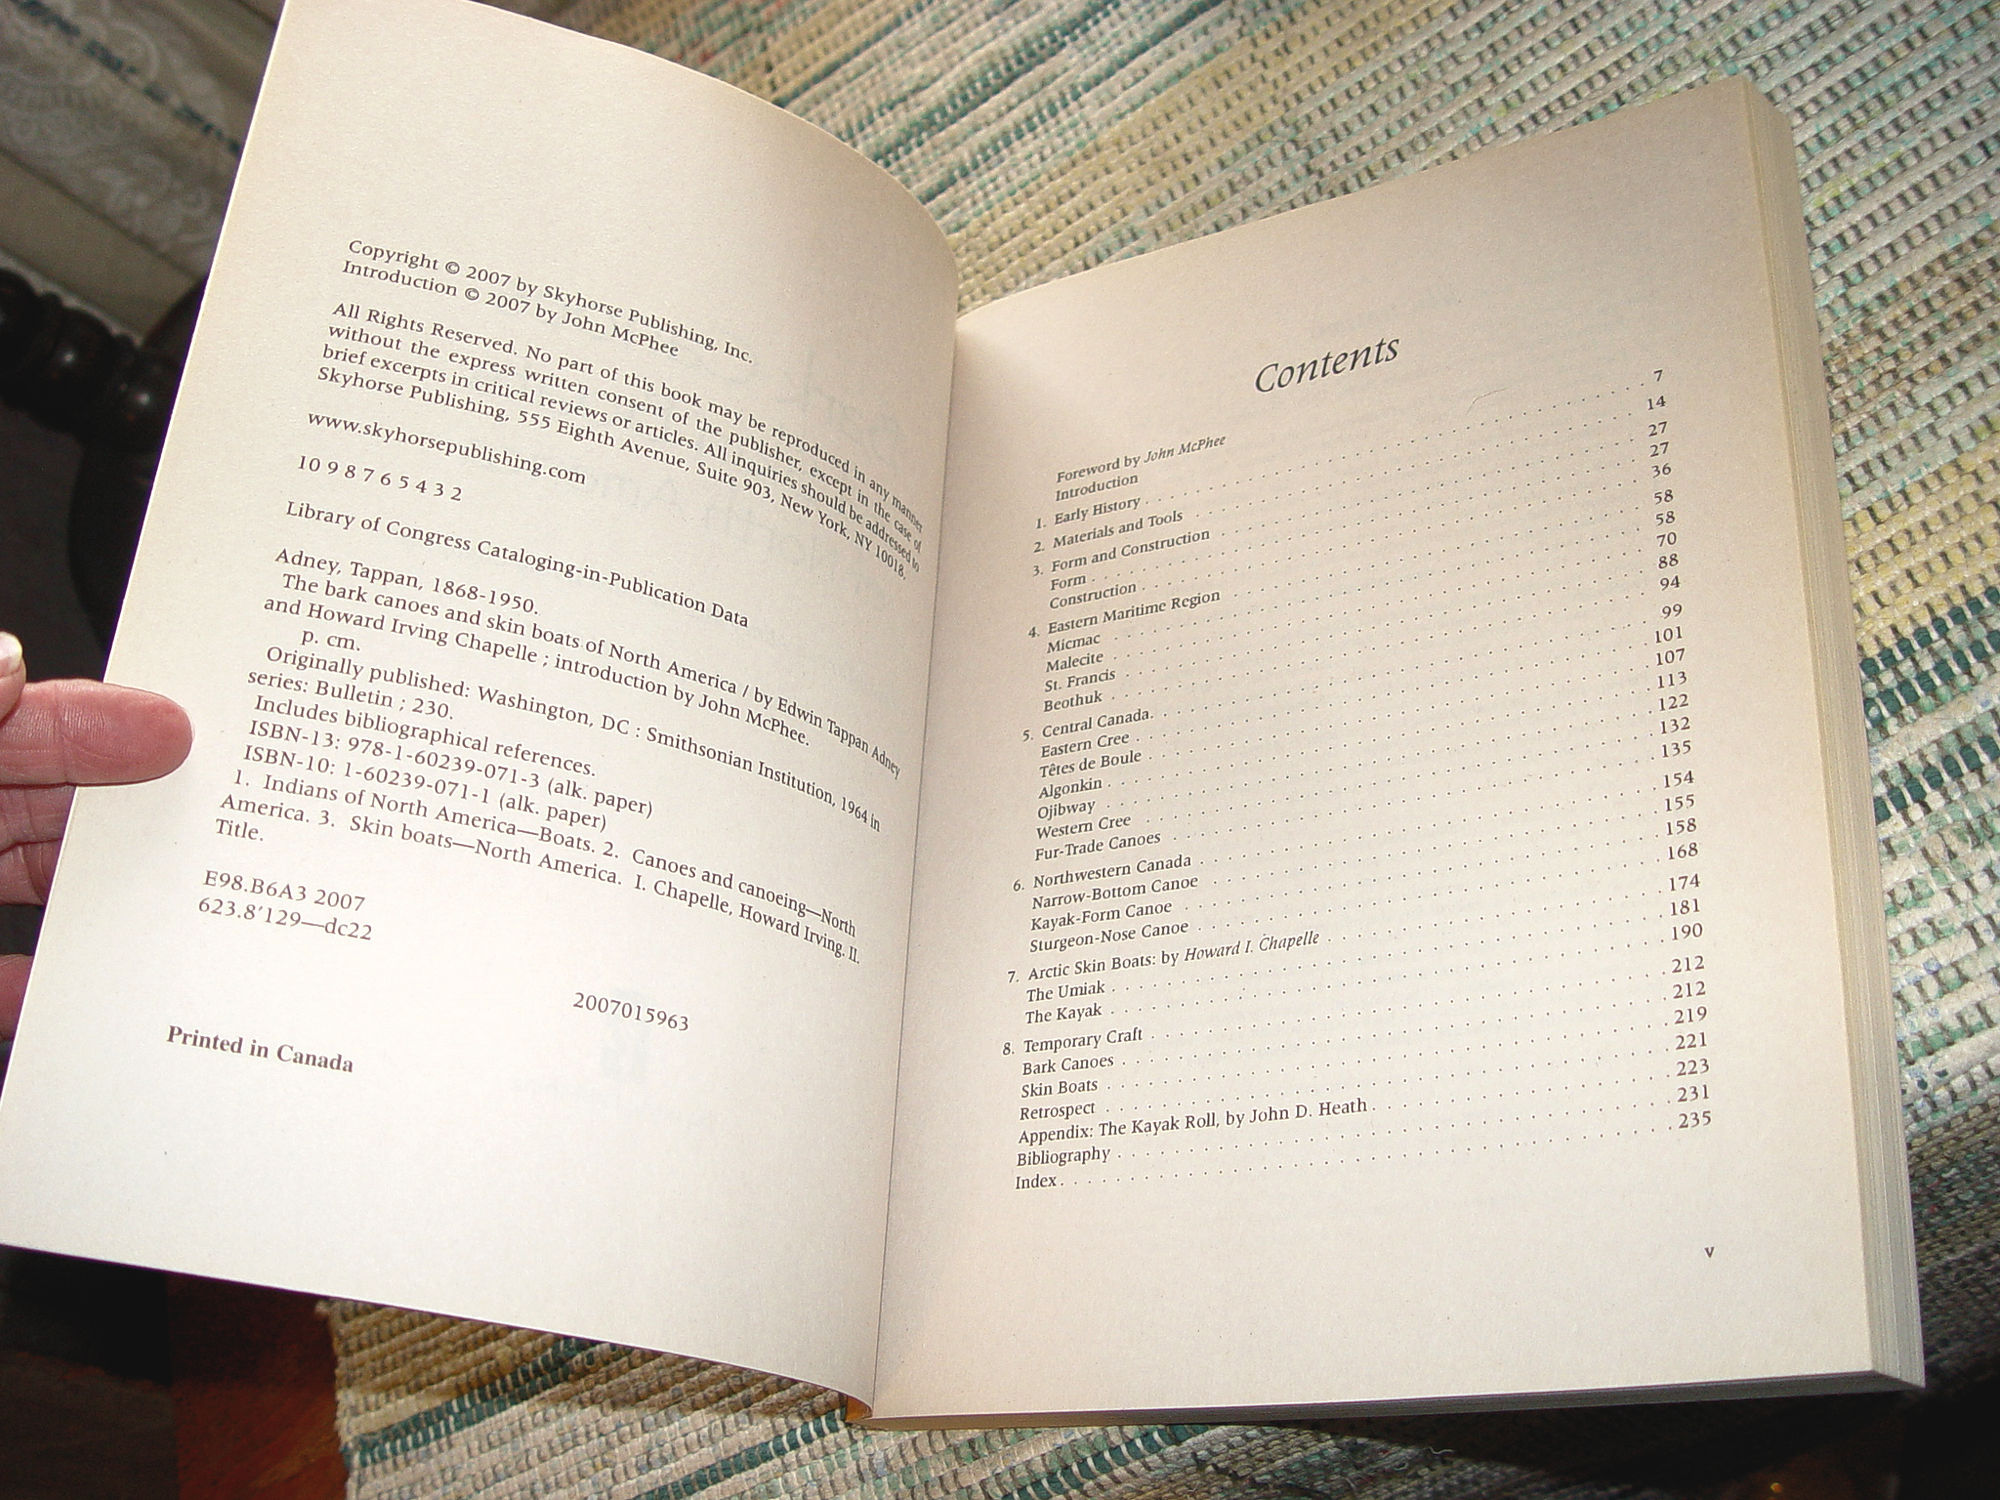 Copyright © 2007 by Skyhorse Publishing, Inc.
Introduction © 2007 by John McPhee
All Rights Reserved. No part of this book may be reproduced in any manner
without the express written consent of the publisher, except in the case of
brief excerpts in critical reviews or articles. All inquiries should be addressed to
Skyhorse Publishing, 555 Eighth Avenue, Suite 903, New York, NY 10018.
www.skyhorsepublishing.com
10 9 8 7 6 5 4 3 2
Library of Congress Cataloging-in-Publication Data
Adney, Tappan, 1868-1950.
The bark canoes and skin boats of North America / by Edwin Tappan Adney
and Howard Irving Chapelle ; introduction by John McPhee.
p. cm.
Originally published: Washington, DC : Smithsonian Institution, 1964 in
series: Bulletin ; 230.
Includes bibliographical references.
ISBN-13: 978-1-60239-071-3 (alk. paper)
ISBN-10: 1-60239-071-1 (alk. paper)
1. Indians of North America—Boats. 2. Canoes and canoeing—North
America. 3. Skin boats—North America. I. Chapelle, Howard Irving. II.
Title.
E98.B6A3 2007
623.8'129—dc22
2007015963
Printed in Canada
Contents
Foreword by John McPhee
Introduction
1. Early History . . . 7
2. Materials and Tools . . . 14
3. Form and Construction . . . 27
Form . . . 27
Construction . . . 36
4. Eastern Maritime Region . . . 58
Micmac . . . 58
Malecite . . . 70
St. Francis . . . 88
Beothuk . . . 94
5. Central Canada . . . 99
Eastern Cree . . . 101
Têtes de Boule . . . 107
Algonkin . . . 113
Ojibway . . . 122
Western Cree . . . 132
Fur-Trade Canoes . . . 135
6. Northwestern Canada . . . 154
Narrow-Bottom Canoe . . . 155
Kayak-Form Canoe . . . 158
Sturgeon-Nose Canoe . . . 168
7. Arctic Skin Boats: by Howard I. Chapelle . . . 174
The Umiak . . . 181
The Kayak . . . 190
8. Temporary Craft . . . 212
Bark Canoes . . . 212
Skin Boats . . . 219
Retrospect . . . 221
Appendix: The Kayak Roll, by John D. Heath . . . 223
Bibliography . . . 231
Index . . . 235
v